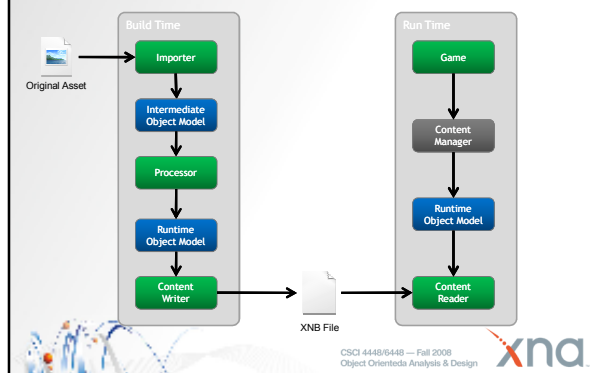 Build Time
Run Time
Original Asset
Importer
Intermediate
Object Model
Processor
Runtime
Object Model
Content
Writer
XNB File
Game
Content
Manager
Runtime
Object Model
Content
Reader
CSCI 4448/6448 — Fall 2008
Object Orienteda Analysis & Design
xna